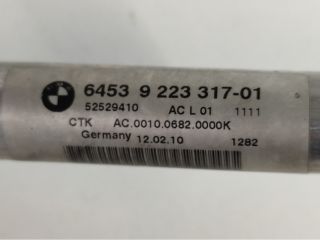 6453 9 223 317-01
52529410 AC L 01 1111
CTK AC.0010.0682.0000K
Germany 12.02.10 1282